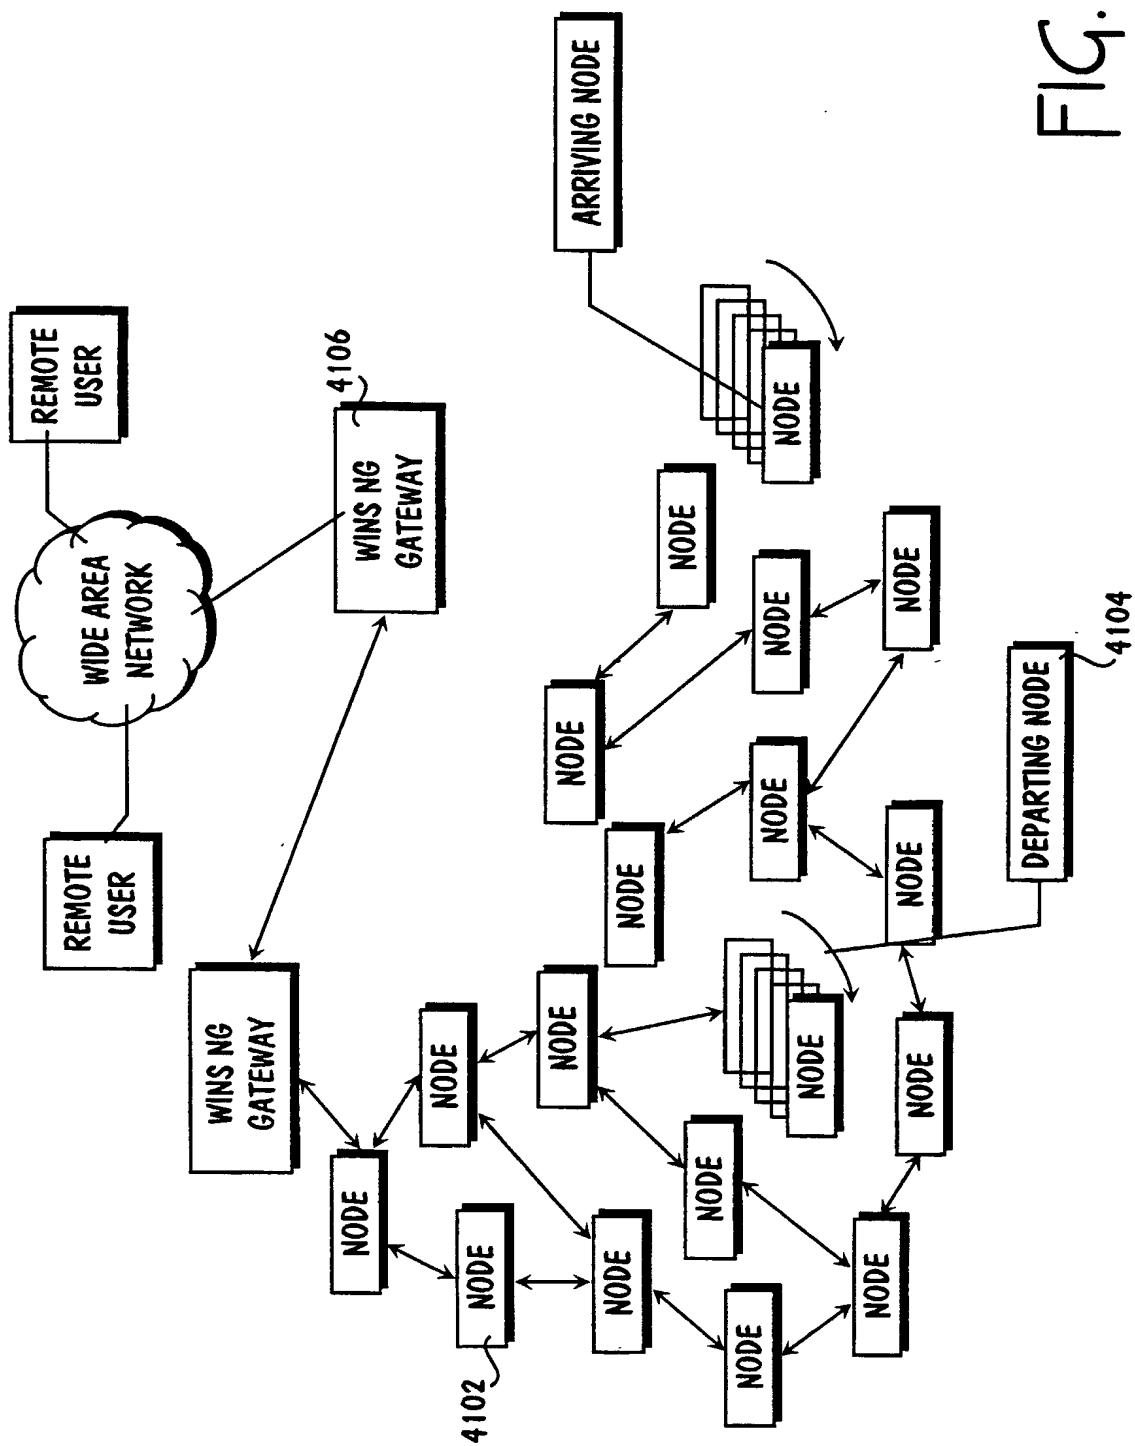 REMOTE
USER
WIDE AREA
NETWORK
REMOTE
USER
WINS NG
GATEWAY
4106
WINS NG
GATEWAY
NODE
NODE
4102
NODE
NODE
NODE
ARRIVING NODE
NODE
NODE
NODE
NODE
NODE
NODE
NODE
NODE
NODE
NODE
NODE
NODE
NODE
DEPARTING NODE
4104
FIG.